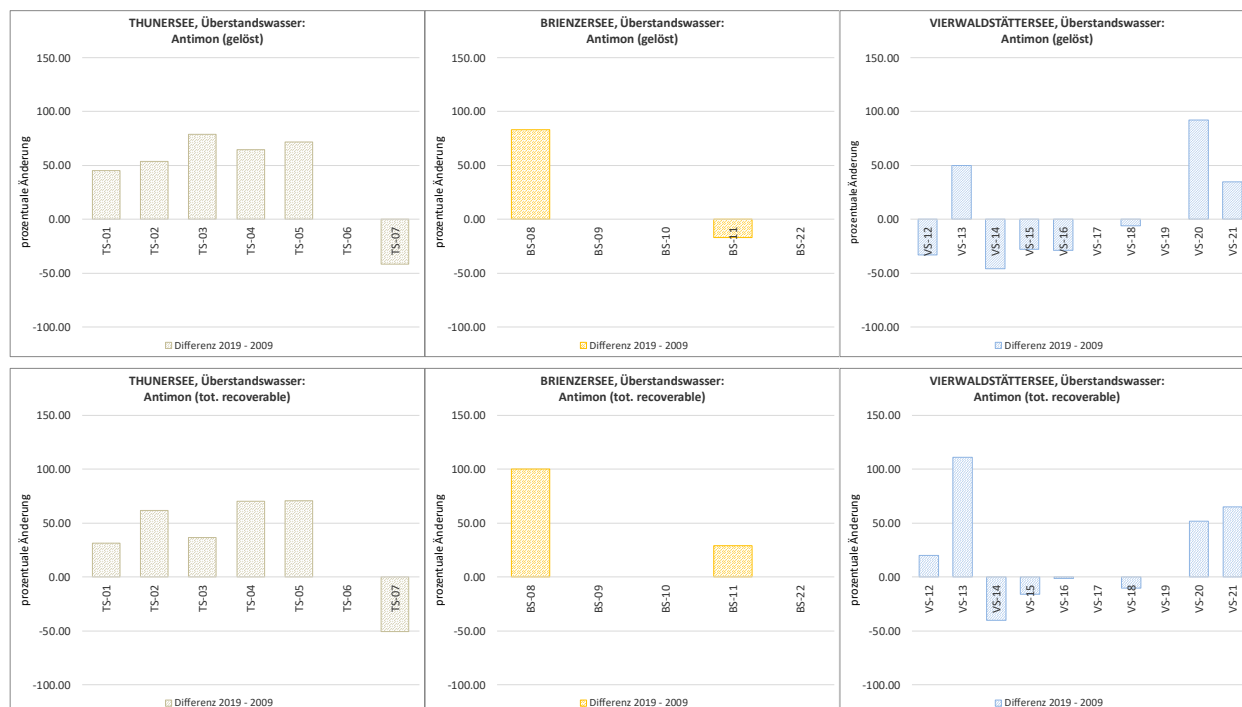 THUNERSEE, Überstandswasser:
Antimon (gelöst)
150.00
100.00
50.00
0.00
-50.00
-100.00
prozentuale Änderung
TS-01
TS-02
TS-03
TS-04
TS-05
TS-06
TS-07
Differenz 2019 - 2009
BRIENZERSEE, Überstandswasser:
Antimon (gelöst)
150.00
100.00
50.00
0.00
-50.00
-100.00
prozentuale Änderung
BS-08
BS-09
BS-10
BS-11
BS-22
Differenz 2019 - 2009
VIERWALDSTÄTTERSEE, Überstandswasser:
Antimon (gelöst)
150.00
100.00
50.00
0.00
-50.00
-100.00
prozentuale Änderung
VS-12
VS-13
VS-14
VS-15
VS-16
VS-17
VS-18
VS-19
VS-20
VS-21
Differenz 2019 - 2009
THUNERSEE, Überstandswasser:
Antimon (tot. recoverable)
150.00
100.00
50.00
0.00
-50.00
-100.00
prozentuale Änderung
TS-01
TS-02
TS-03
TS-04
TS-05
TS-06
TS-07
Differenz 2019 - 2009
BRIENZERSEE, Überstandswasser:
Antimon (tot. recoverable)
150.00
100.00
50.00
0.00
-50.00
-100.00
prozentuale Änderung
BS-08
BS-09
BS-10
BS-11
BS-22
Differenz 2019 - 2009
VIERWALDSTÄTTERSEE, Überstandswasser:
Antimon (tot. recoverable)
150.00
100.00
50.00
0.00
-50.00
-100.00
prozentuale Änderung
VS-12
VS-13
VS-14
VS-15
VS-16
VS-17
VS-18
VS-19
VS-20
VS-21
Differenz 2019 - 2009